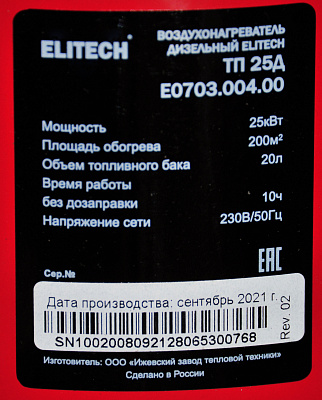 ELITECH®
ВОЗДУХОНАГРЕВАТЕЛЬ
ДИЗЕЛЬНЫЙ ELITECH
ТП 25Д
E0703.004.00
Мощность 25кВт
Площадь обогрева 200м²
Объем топливного бака 20л
Время работы
без дозаправки 10ч
Напряжение сети 230В/50Гц
EAC
Сер.№
Дата производства: сентябрь 2021 г.
SN1002008092128065300768
Rev. 02
Изготовитель: ООО «Ижевский завод тепловой техники»
Сделано в России